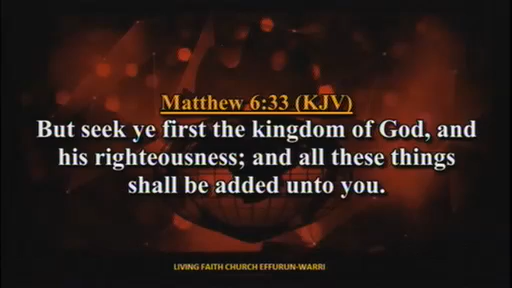 Matthew 6:33 (KJV)
But seek ye first the kingdom of God, and
his righteousness; and all these things
shall be added unto you.
LIVING FAITH CHURCH EFFURUN-WARRI